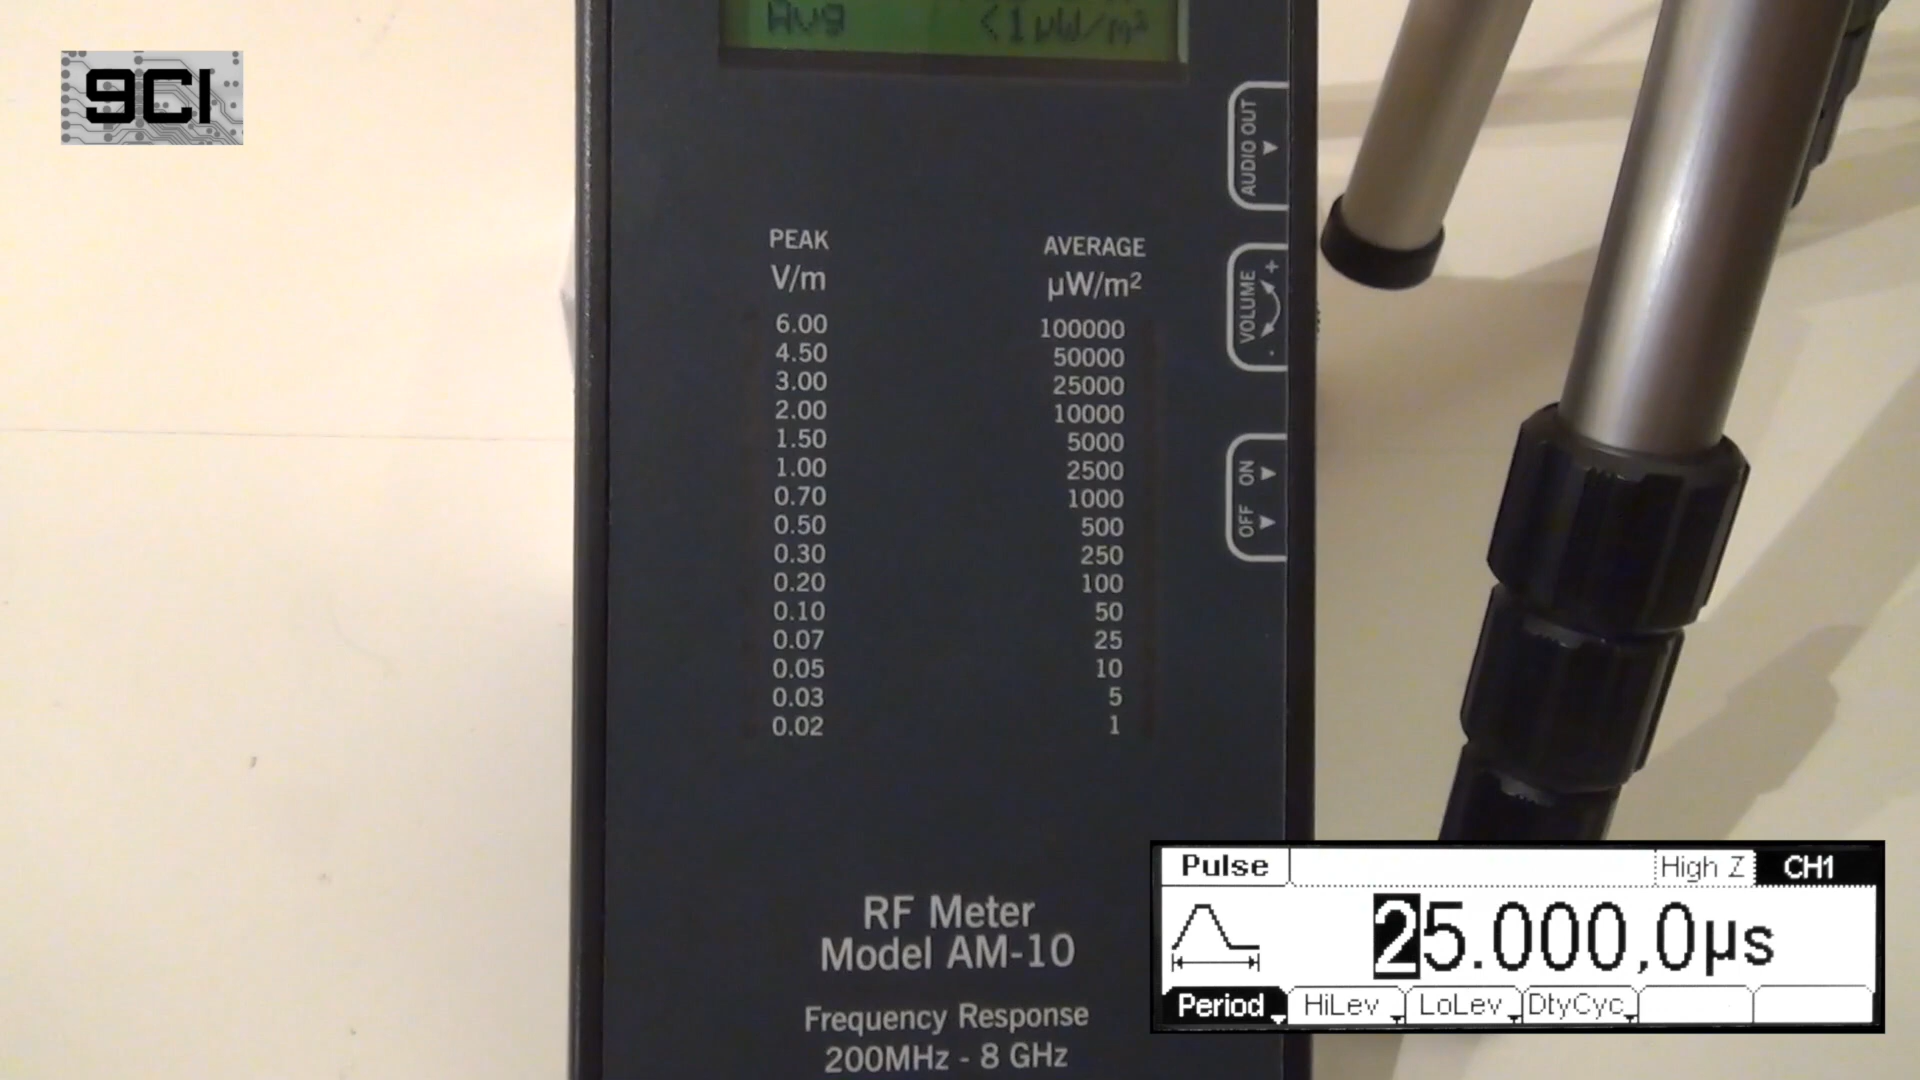 9CI
Avg <1µW/m²
AUDIO OUT
VOLUME
- +
OFF ON
PEAK AVERAGE
V/m µW/m²
6.00 100000
4.50 50000
3.00 25000
2.00 10000
1.50 5000
1.00 2500
0.70 1000
0.50 500
0.30 250
0.20 100
0.10 50
0.07 25
0.05 10
0.03 5
0.02 1
RF Meter
Model AM-10
Frequency Response
200MHz - 8 GHz
Pulse High Z CH1
25.000,0µs
Period HiLev LoLev DtyCyc